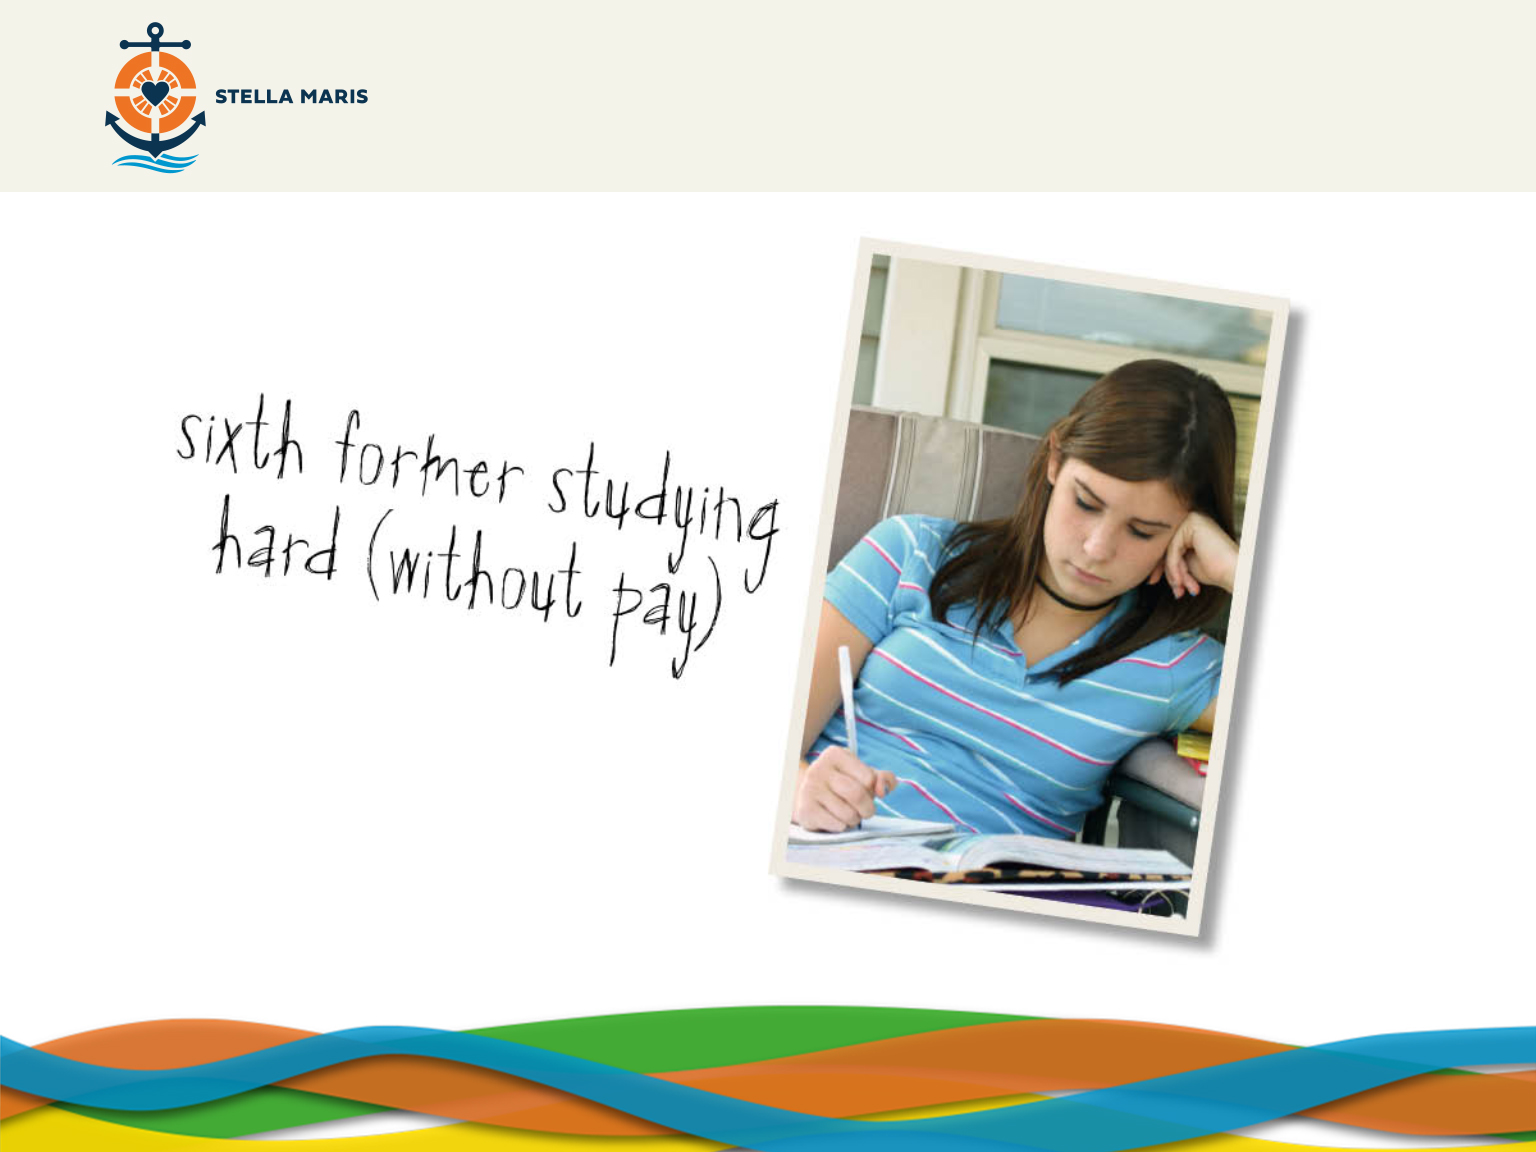 STELLA MARIS
sixth former studying
hard (without pay)